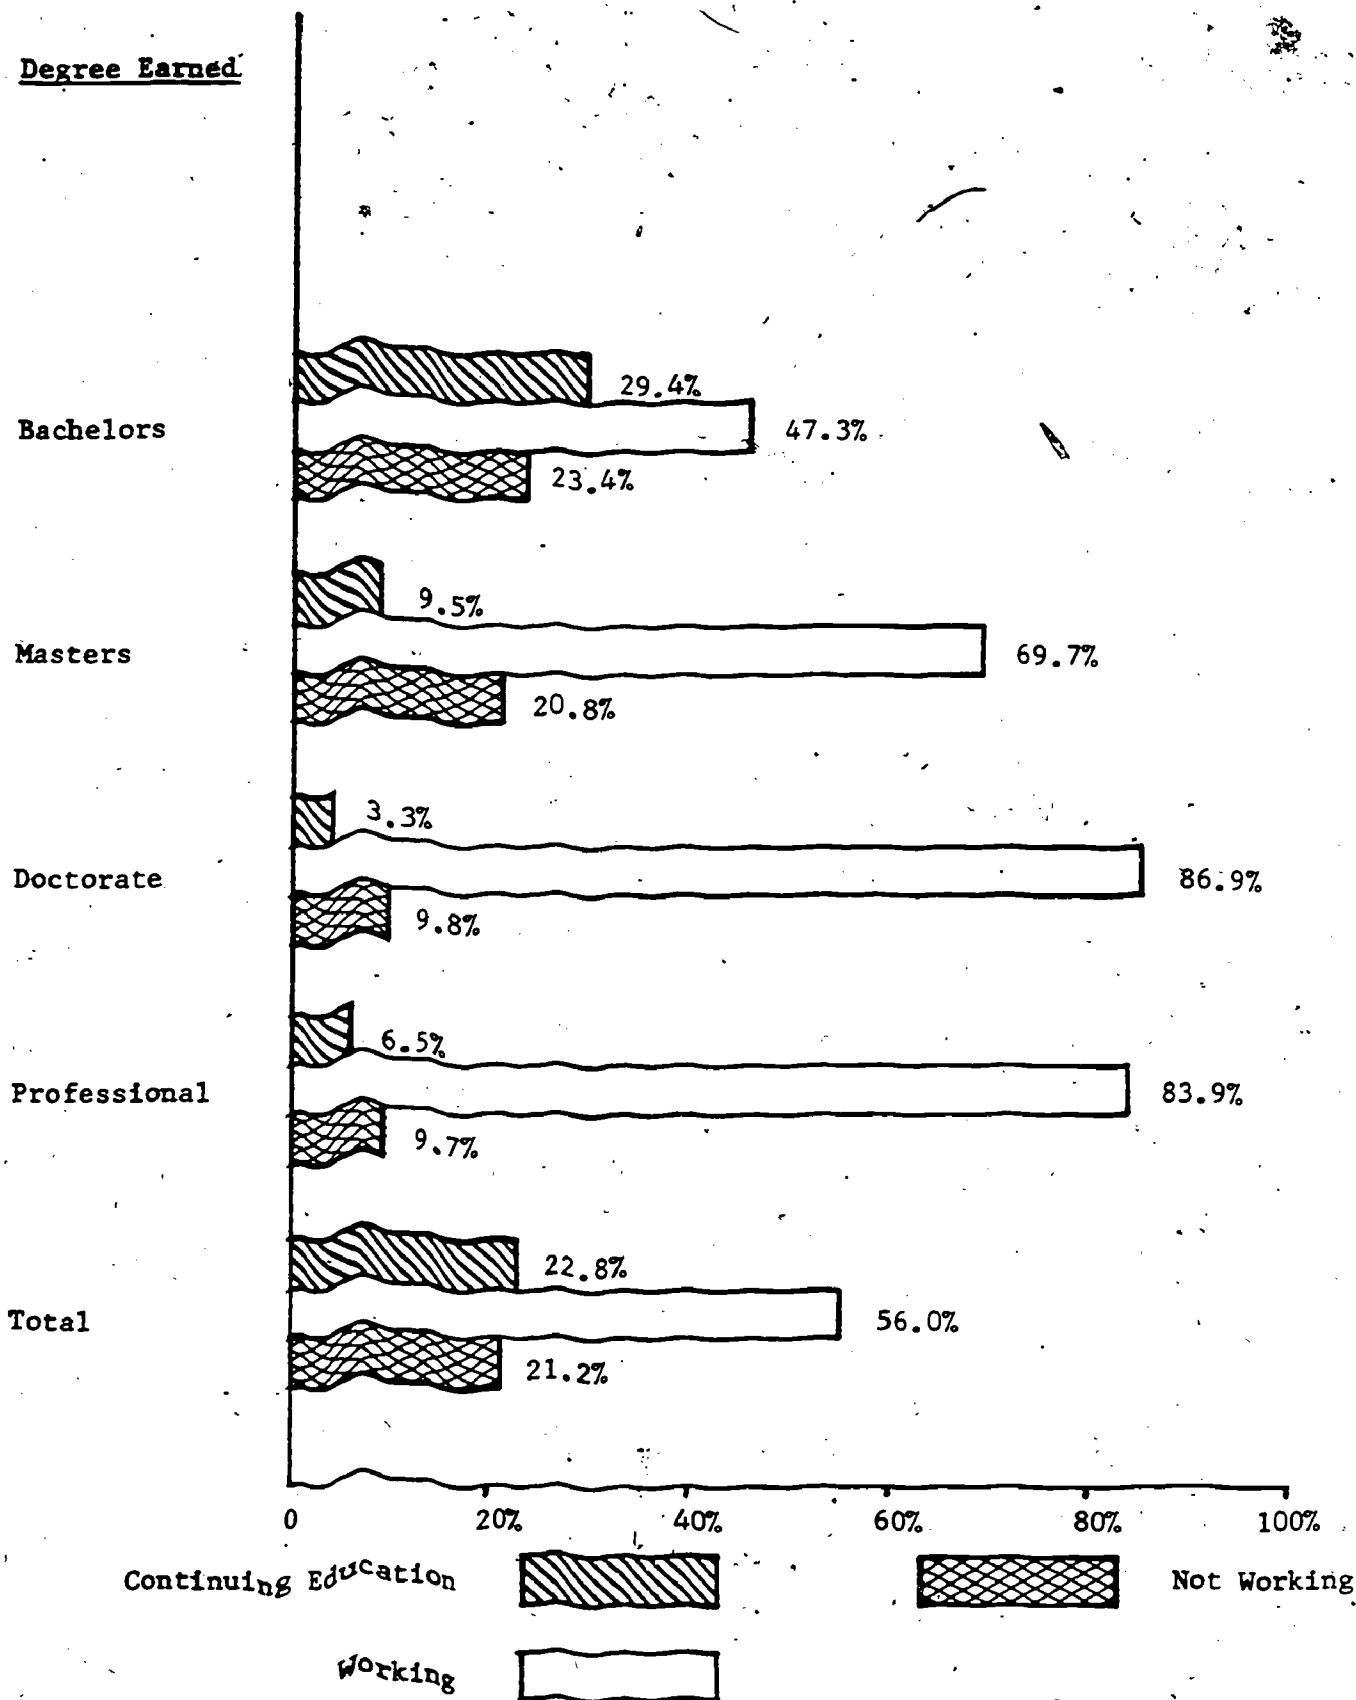 Degree Earned
29.4%
Bachelors
47.3%
23.4%
9.5%
Masters
69.7%
20.8%
3.3%
Doctorate
86.9%
9.8%
6.5%
Professional
83.9%
9.7%
22.8%
Total
56.0%
21.2%
0 20% 40% 60% 80% 100%
Continuing Education
Not Working
Working